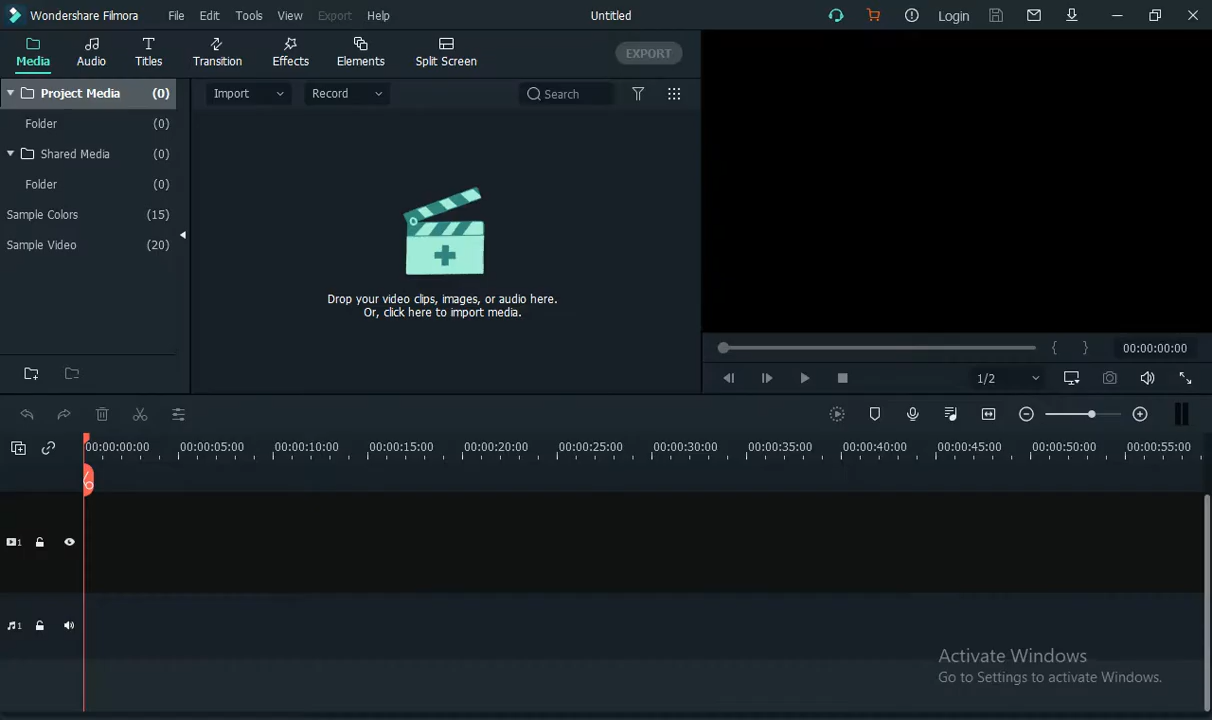 Wondershare Filmora File Edit Tools View Export Help Untitled Login
Media Audio Titles Transition Effects Elements Split Screen EXPORT
Project Media (0) Import Record Search
Folder (0)
Shared Media (0)
Folder (0)
Sample Colors (15)
Sample Video (20)
Drop your video clips, images, or audio here.
Or, click here to import media.
{ } 00:00:00:00
1/2
00:00:00:00 00:00:05:00 00:00:10:00 00:00:15:00 00:00:20:00 00:00:25:00 00:00:30:00 00:00:35:00 00:00:40:00 00:00:45:00 00:00:50:00 00:00:55:00
1
1
Activate Windows
Go to Settings to activate Windows.